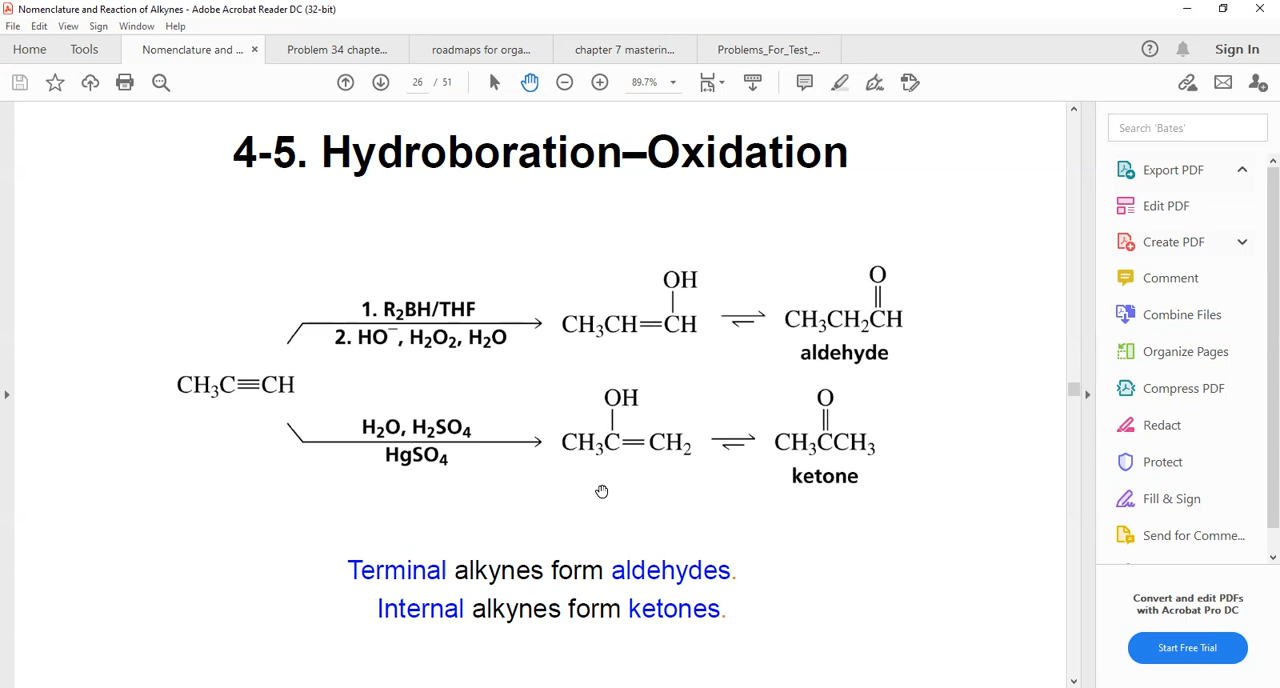 Nomenclature and Reaction of Alkynes - Adobe Acrobat Reader DC (32-bit)
File Edit View Sign Window Help
Home Tools Nomenclature and ... × Problem 34 chapte... roadmaps for orga... chapter 7 masterin... Problems_For_Test_... Sign In
26 / 51 89.7%
4-5. Hydroboration–Oxidation
1. R₂BH/THF
2. HO⁻, H₂O₂, H₂O
OH
CH₃CH=CH
O
CH₃CH₂CH
aldehyde
CH₃C≡CH
H₂O, H₂SO₄
HgSO₄
OH
CH₃C=CH₂
O
CH₃CCH₃
ketone
Terminal alkynes form aldehydes.
Internal alkynes form ketones.
Search 'Bates'
Export PDF
Edit PDF
Create PDF
Comment
Combine Files
Organize Pages
Compress PDF
Redact
Protect
Fill & Sign
Send for Comme...
Convert and edit PDFs
with Acrobat Pro DC
Start Free Trial